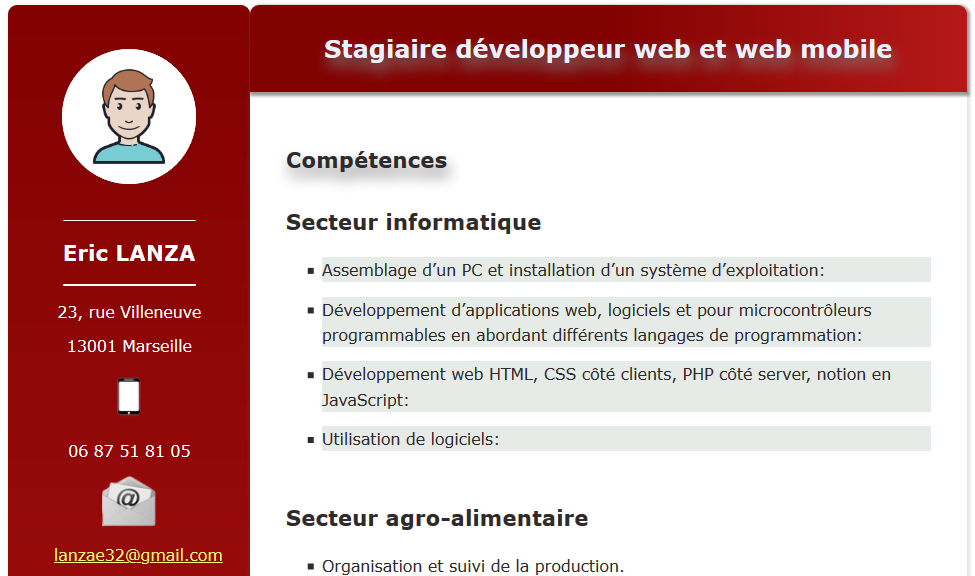 Stagiaire développeur web et web mobile
Eric LANZA
23, rue Villeneuve
13001 Marseille
06 87 51 81 05
@
lanzae32@gmail.com
Compétences
Secteur informatique
Assemblage d’un PC et installation d’un système d’exploitation:
Développement d’applications web, logiciels et pour microcontrôleurs
programmables en abordant différents langages de programmation:
Développement web HTML, CSS côté clients, PHP côté server, notion en
JavaScript:
Utilisation de logiciels:
Secteur agro-alimentaire
Organisation et suivi de la production.